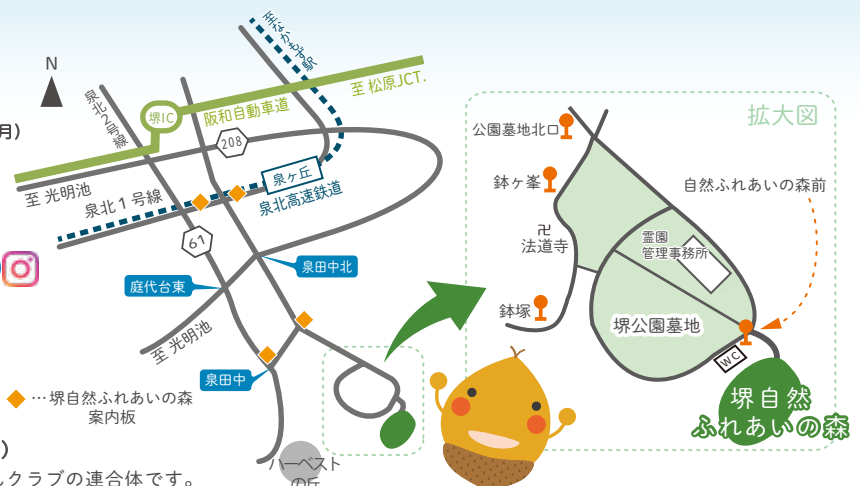 N
月)
至なかもず駅
至 松原JCT.
阪和自動車道
堺IC
泉北2号線
208
至 光明池
泉北1号線
泉ヶ丘
泉北高速鉄道
61
泉田中北
庭代台東
至 光明池
泉田中
…堺自然ふれあいの森
案内板
)
クラブの連合体です。
ハーベスト
の丘
拡大図
公園墓地北口
鉢ヶ峯
自然ふれあいの森前
卍
法道寺
霊園
管理事務所
鉢塚
堺公園墓地
WC
堺自然
ふれあいの森